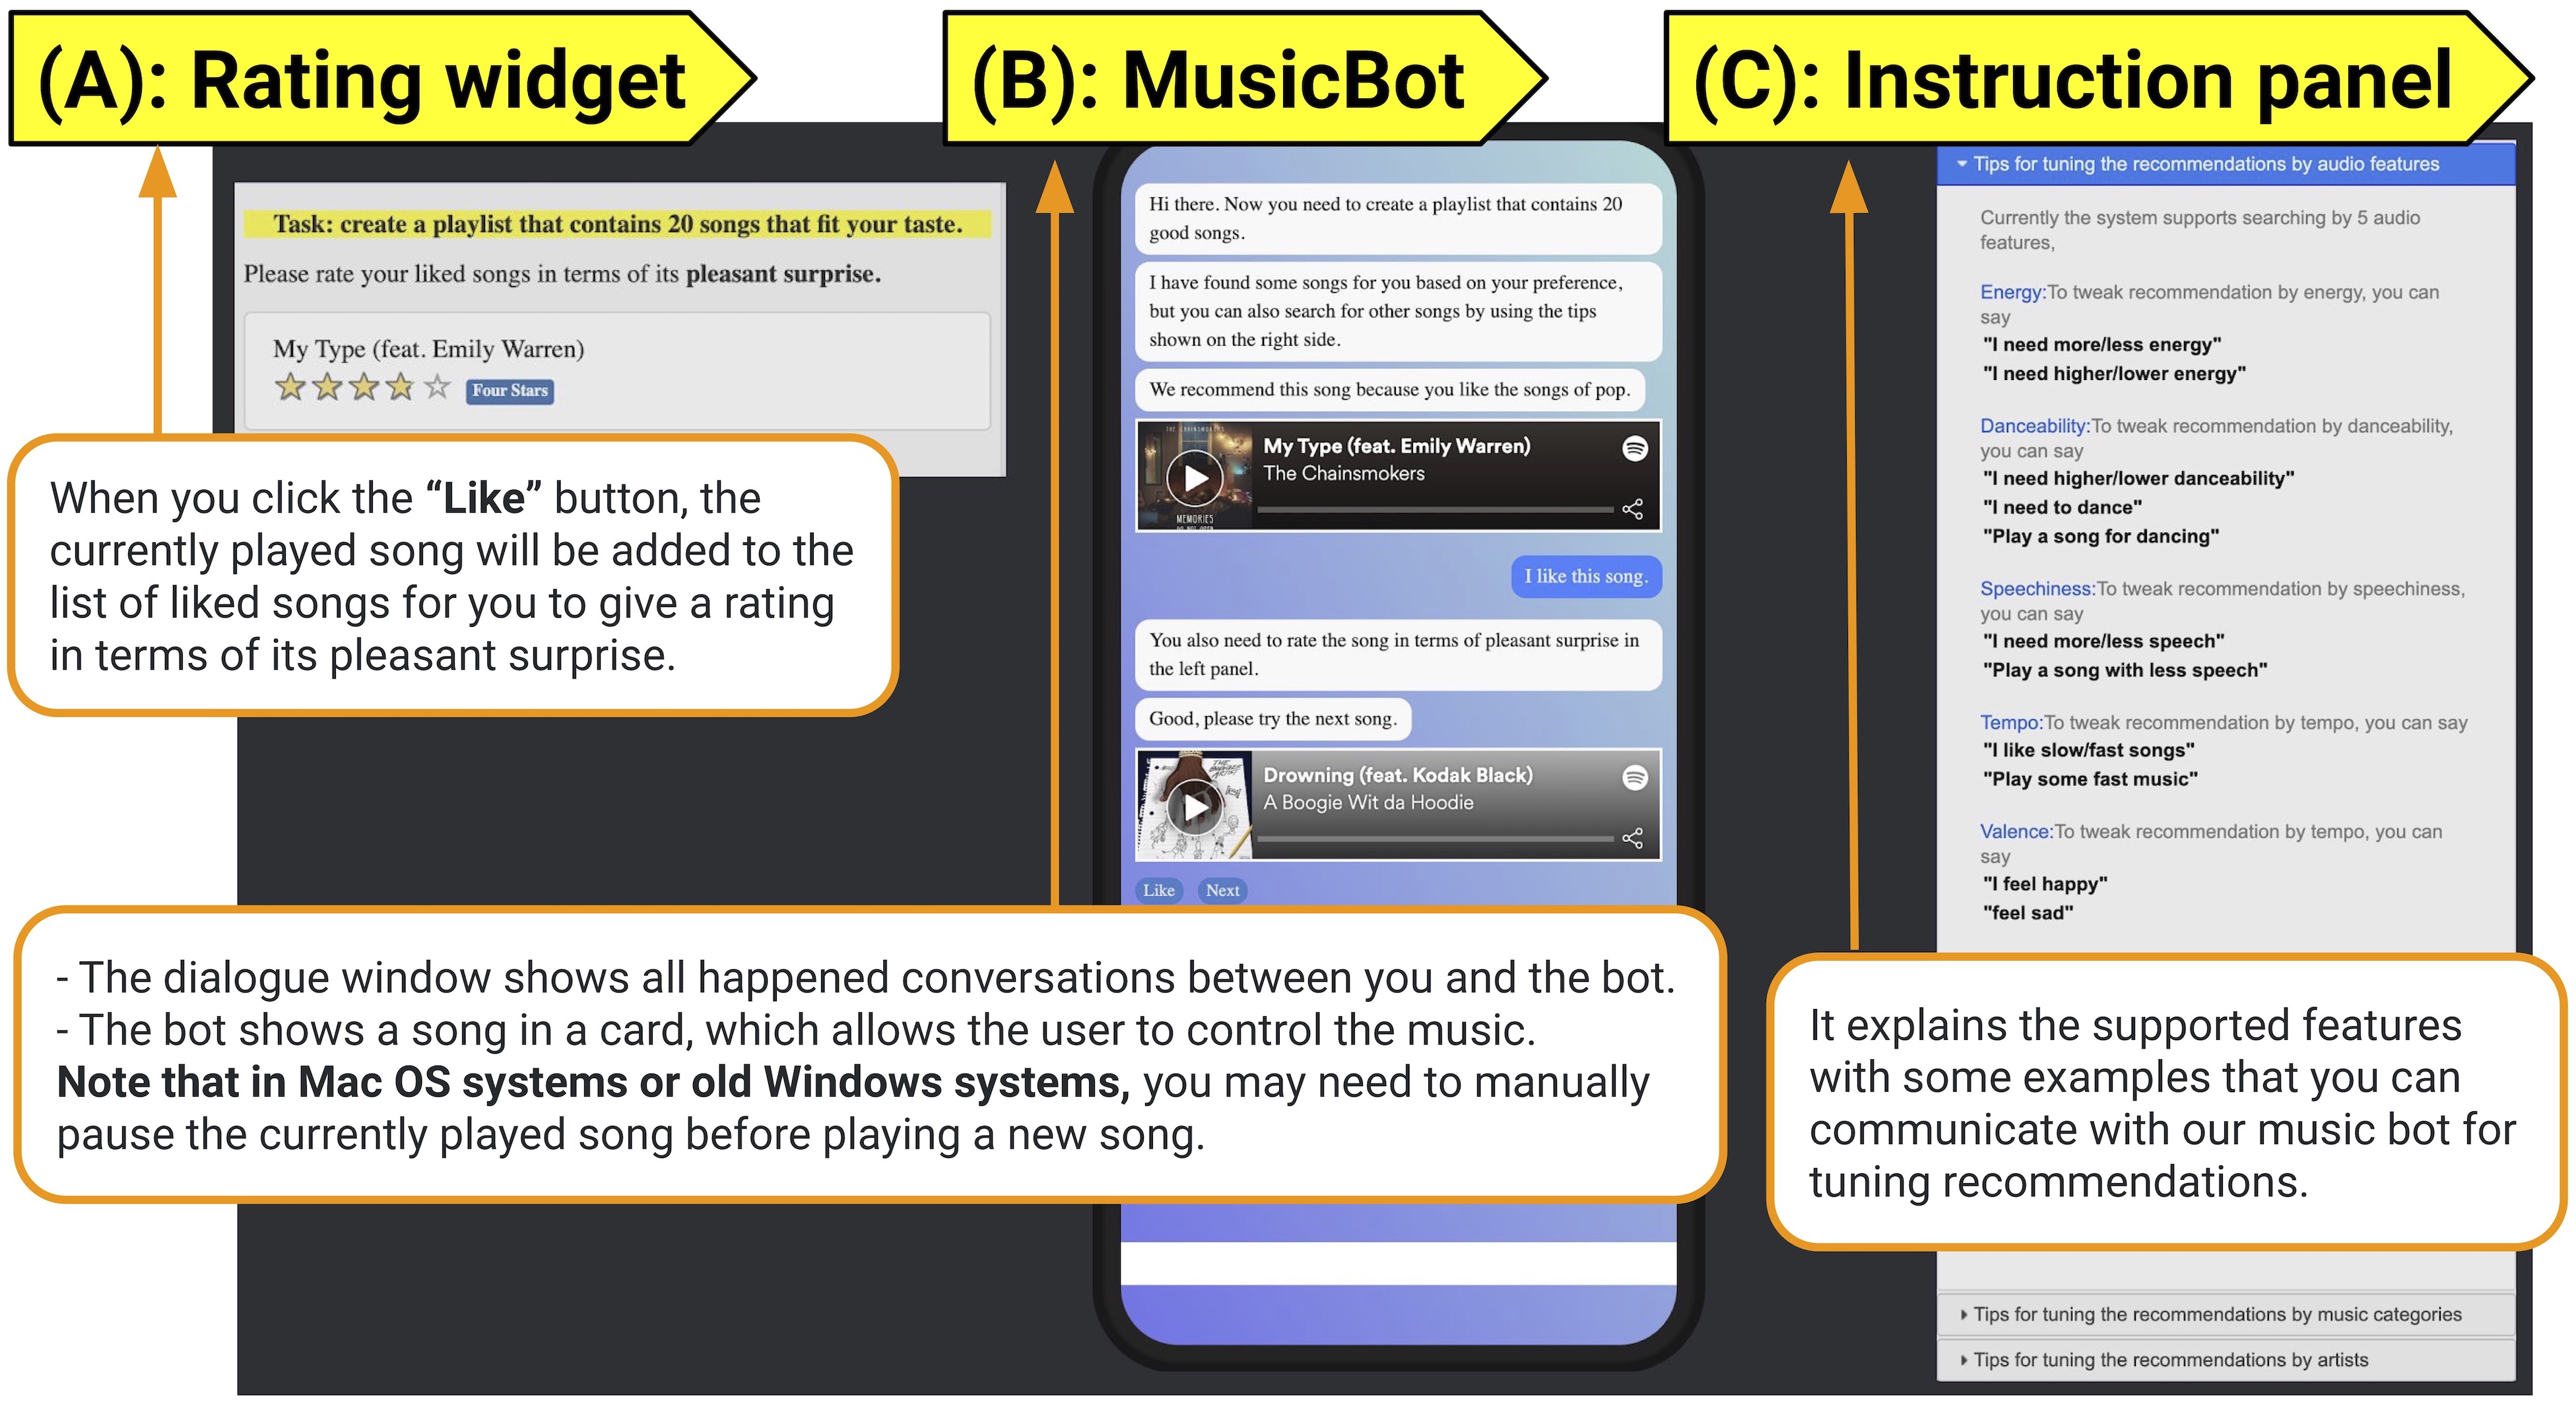 (A): Rating widget
(B): MusicBot
(C): Instruction panel
Task: create a playlist that contains 20 songs that fit your taste.
Please rate your liked songs in terms of its pleasant surprise.
My Type (feat. Emily Warren)
Four Stars
When you click the “Like” button, the
currently played song will be added to the
list of liked songs for you to give a rating
in terms of its pleasant surprise.
Hi there. Now you need to create a playlist that contains 20
good songs.
I have found some songs for you based on your preference,
but you can also search for other songs by using the tips
shown on the right side.
We recommend this song because you like the songs of pop.
THE CHAINSMOKERS
MEMORIES
My Type (feat. Emily Warren)
The Chainsmokers
I like this song.
You also need to rate the song in terms of pleasant surprise in
the left panel.
Good, please try the next song.
Drowning (feat. Kodak Black)
A Boogie Wit da Hoodie
Like
Next
- The dialogue window shows all happened conversations between you and the bot.
- The bot shows a song in a card, which allows the user to control the music.
Note that in Mac OS systems or old Windows systems, you may need to manually
pause the currently played song before playing a new song.
Tips for tuning the recommendations by audio features
Currently the system supports searching by 5 audio
features,
Energy:To tweak recommendation by energy, you can
say
"I need more/less energy"
"I need higher/lower energy"
Danceability:To tweak recommendation by danceability,
you can say
"I need higher/lower danceability"
"I need to dance"
"Play a song for dancing"
Speechiness:To tweak recommendation by speechiness,
you can say
"I need more/less speech"
"Play a song with less speech"
Tempo:To tweak recommendation by tempo, you can say
"I like slow/fast songs"
"Play some fast music"
Valence:To tweak recommendation by tempo, you can
say
"I feel happy"
"feel sad"
It explains the supported features
with some examples that you can
communicate with our music bot for
tuning recommendations.
Tips for tuning the recommendations by music categories
Tips for tuning the recommendations by artists